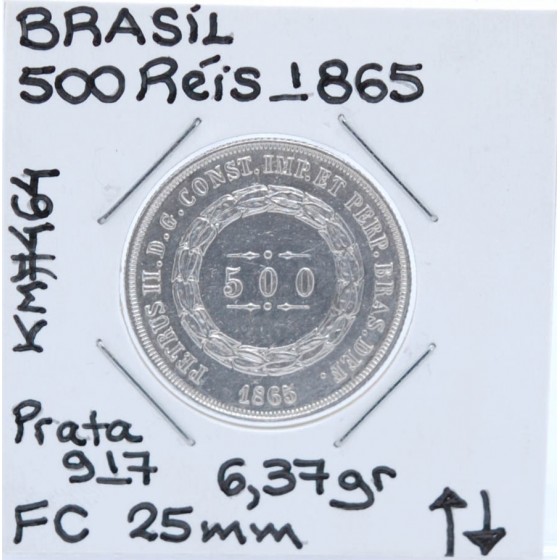 BRASIL
500 Réis 1865
KM#464
PETRUS II. D. G. CONST. IMP. ET PERP. BRAS. DEF.
500
1865
Prata
917
6,37gr
FC 25mm